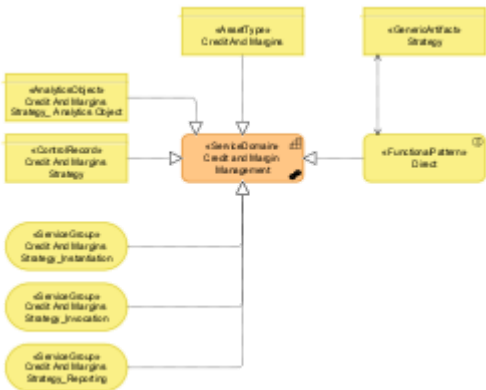 «AssetType»
Credit And Margins
«GenericArtifact»
Strategy
«AnalyticsObject»
Credit And Margins
Strategy_ Analytics Object
«ControlRecord»
Credit And Margins
Strategy
«ServiceDomain»
Credit and Margin
Management
«FunctionalPattern»
Direct
«ServiceGroup»
Credit And Margins
Strategy_Instantiation
«ServiceGroup»
Credit And Margins
Strategy_Invocation
«ServiceGroup»
Credit And Margins
Strategy_Reporting